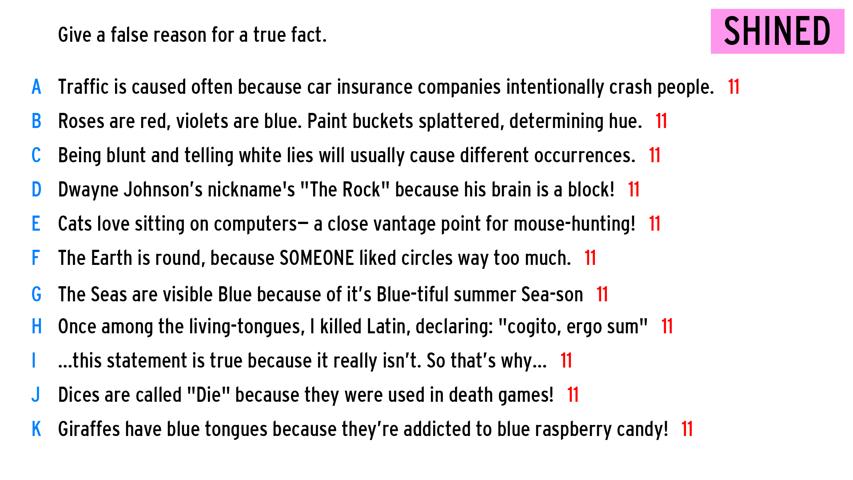 Give a false reason for a true fact.
SHINED
A Traffic is caused often because car insurance companies intentionally crash people. 11
B Roses are red, violets are blue. Paint buckets splattered, determining hue. 11
C Being blunt and telling white lies will usually cause different occurrences. 11
D Dwayne Johnson's nickname's "The Rock" because his brain is a block! 11
E Cats love sitting on computers— a close vantage point for mouse-hunting! 11
F The Earth is round, because SOMEONE liked circles way too much. 11
G The Seas are visible Blue because of it's Blue-tiful summer Sea-son 11
H Once among the living-tongues, I killed Latin, declaring: "cogito, ergo sum" 11
I ...this statement is true because it really isn't. So that's why... 11
J Dices are called "Die" because they were used in death games! 11
K Giraffes have blue tongues because they're addicted to blue raspberry candy! 11